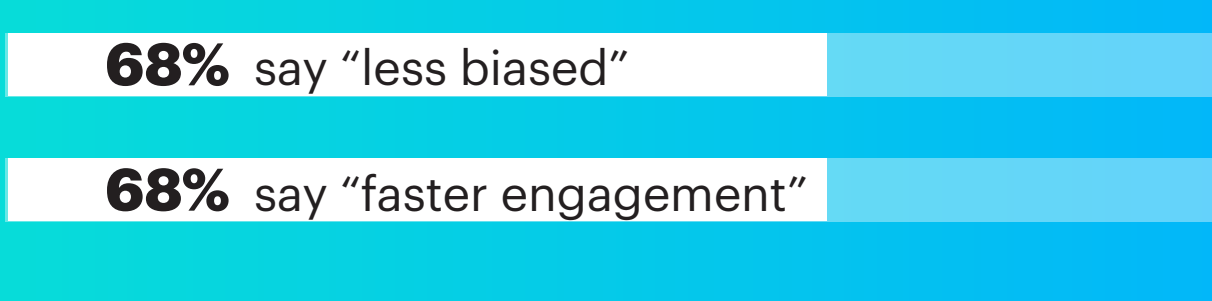 68% say “less biased”
68% say “faster engagement”